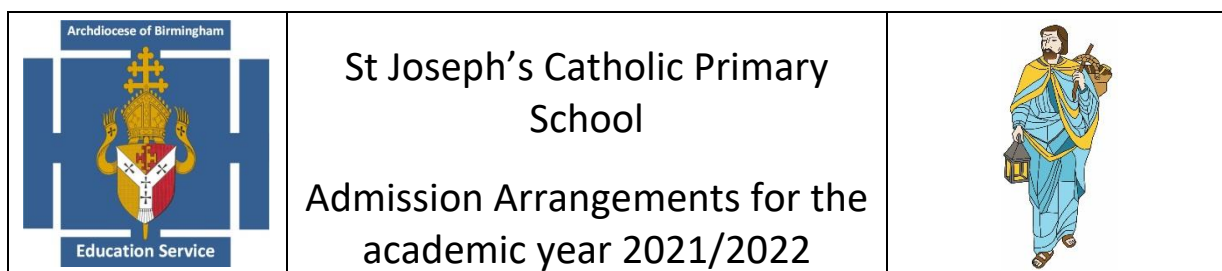 Archdiocese of Birmingham
Education Service
St Joseph’s Catholic Primary
School
Admission Arrangements for the
academic year 2021/2022